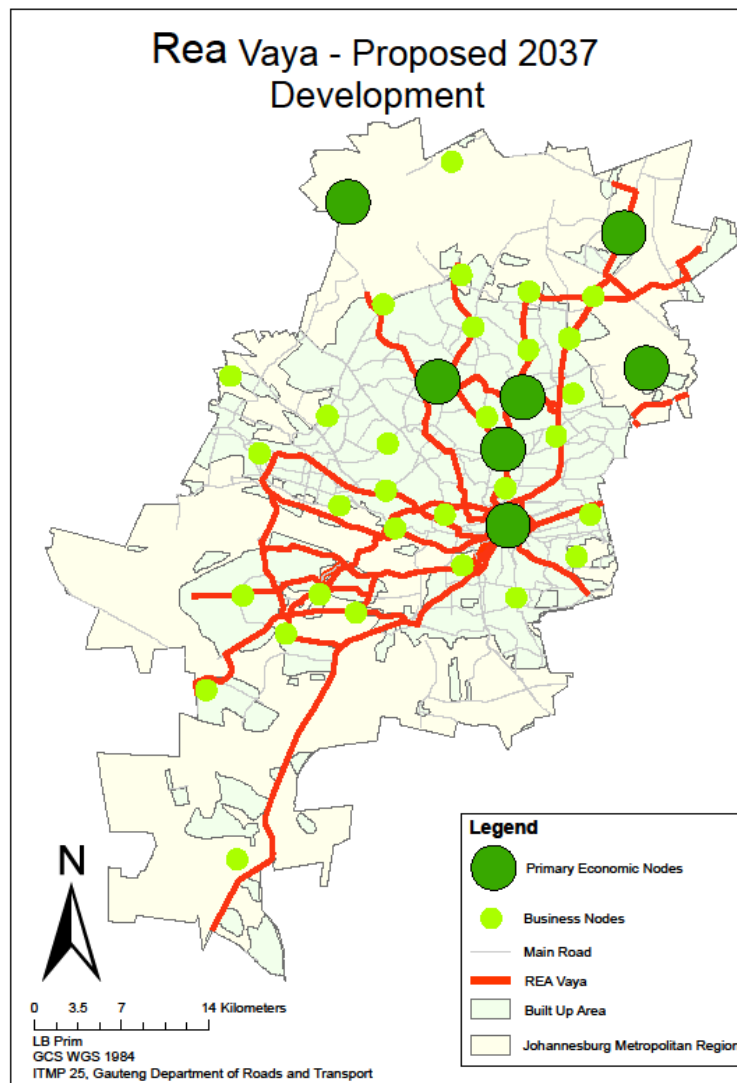 Rea Vaya - Proposed 2037
Development
Legend
Primary Economic Nodes
Business Nodes
Main Road
REA Vaya
Built Up Area
Johannesburg Metropolitan Region
N
0 3.5 7 14 Kilometers
LB Prim
GCS WGS 1984
ITMP 25, Gauteng Department of Roads and Transport